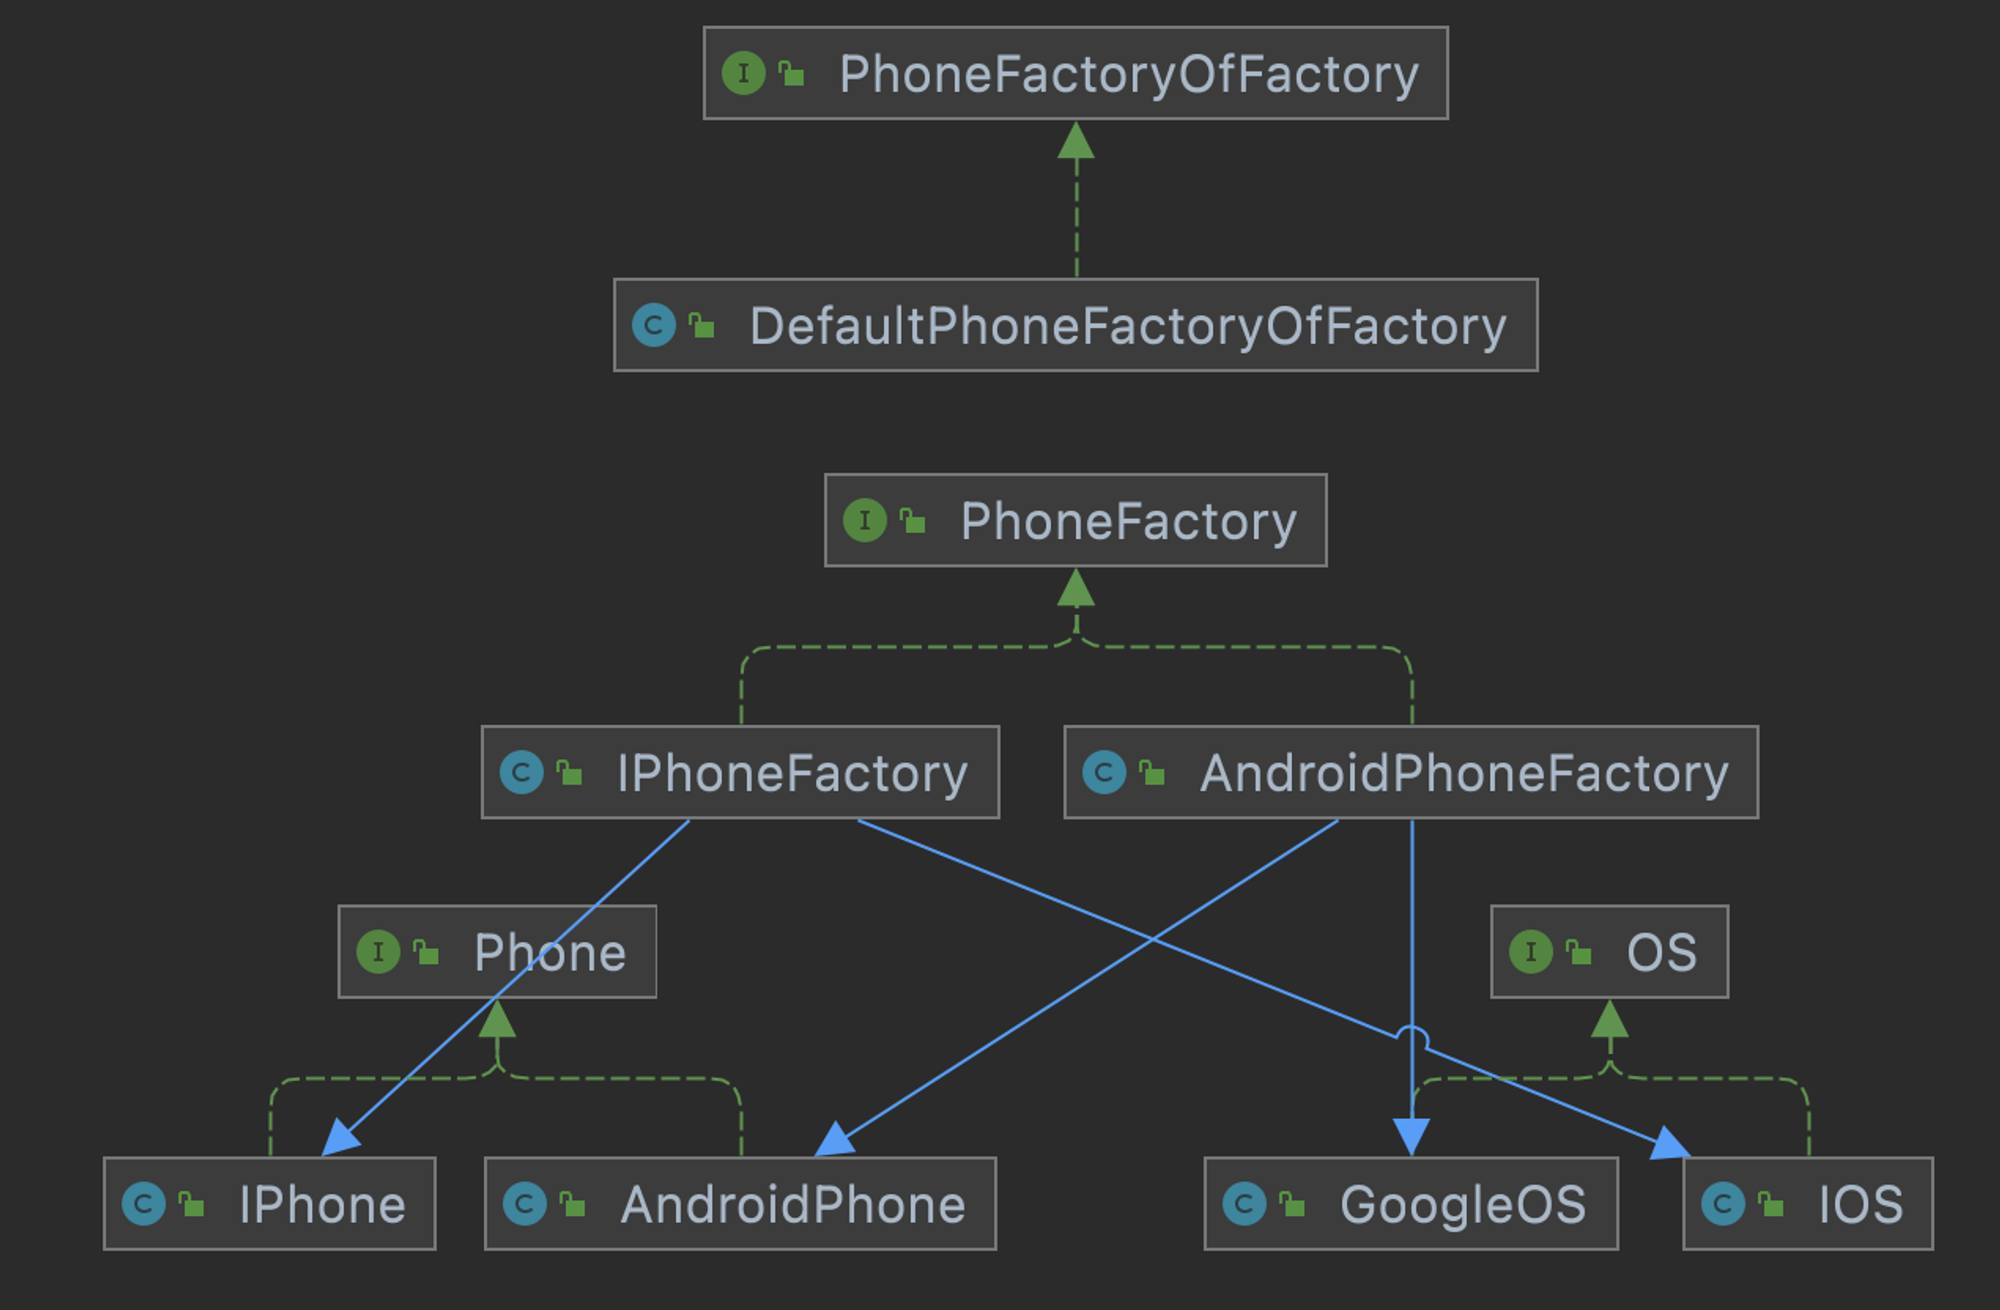 I PhoneFactoryOfFactory
C DefaultPhoneFactoryOfFactory
I PhoneFactory
C IPhoneFactory
C AndroidPhoneFactory
I Phone
I OS
C IPhone
C AndroidPhone
C GoogleOS
C IOS